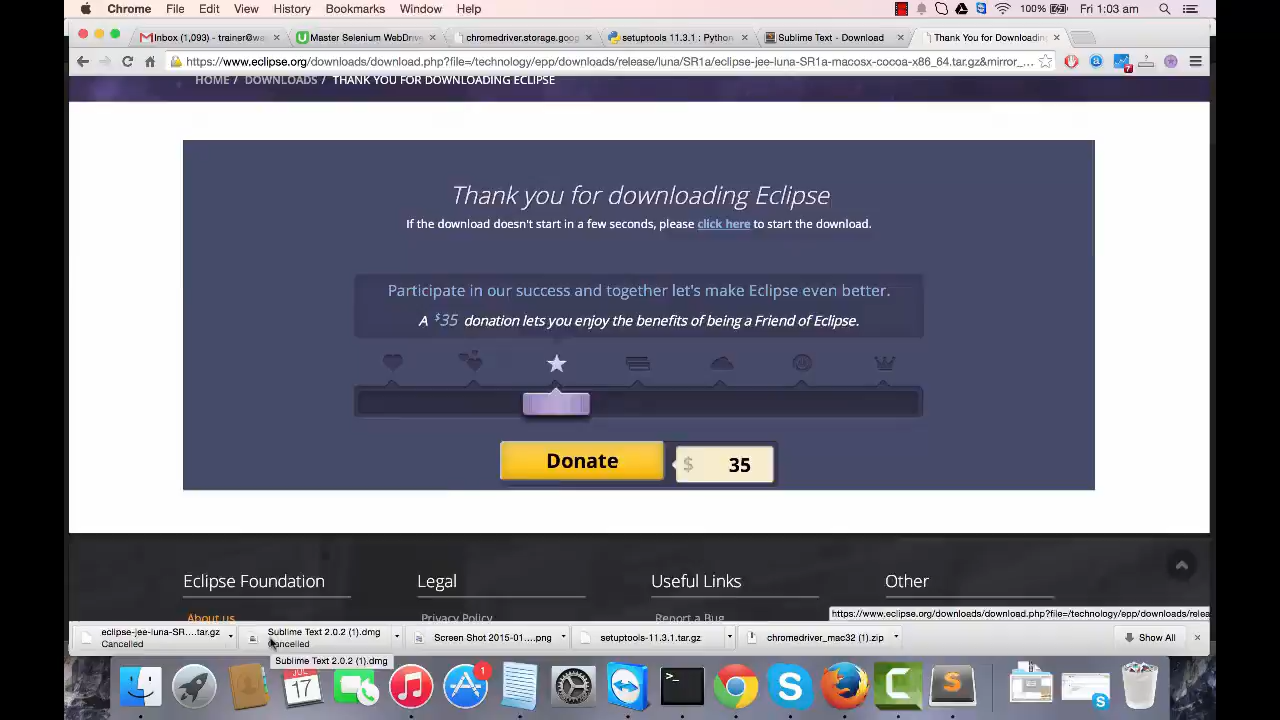 Chrome File Edit View History Bookmarks Window Help 100% Fri 1:03 am
Inbox (1,093) - trainer@we Master Selenium WebDrive chromedriver.storage.goog setuptools 11.3.1 : Python Sublime Text - Download Thank You for Downloading
https://www.eclipse.org/downloads/download.php?file=/technology/epp/downloads/release/luna/SR1a/eclipse-jee-luna-SR1a-macosx-cocoa-x86_64.tar.gz&mirror_...
7
HOME / DOWNLOADS / THANK YOU FOR DOWNLOADING ECLIPSE
Thank you for downloading Eclipse
If the download doesn't start in a few seconds, please click here to start the download.
Participate in our success and together let's make Eclipse even better.
A $35 donation lets you enjoy the benefits of being a Friend of Eclipse.
Donate $ 35
Eclipse Foundation Legal Useful Links Other
About us Privacy Policy Report a Bug
https://www.eclipse.org/downloads/download.php?file=/technology/epp/downloads/relea
eclipse-jee-luna-SR....tar.gz Sublime Text 2.0.2 (1).dmg Screen Shot 2015-01....png setuptools-11.3.1.tar.gz chromedriver_mac32 (1).zip Show All
Cancelled Cancelled
Sublime Text 2.0.2 (1).dmg
JUL
17
1